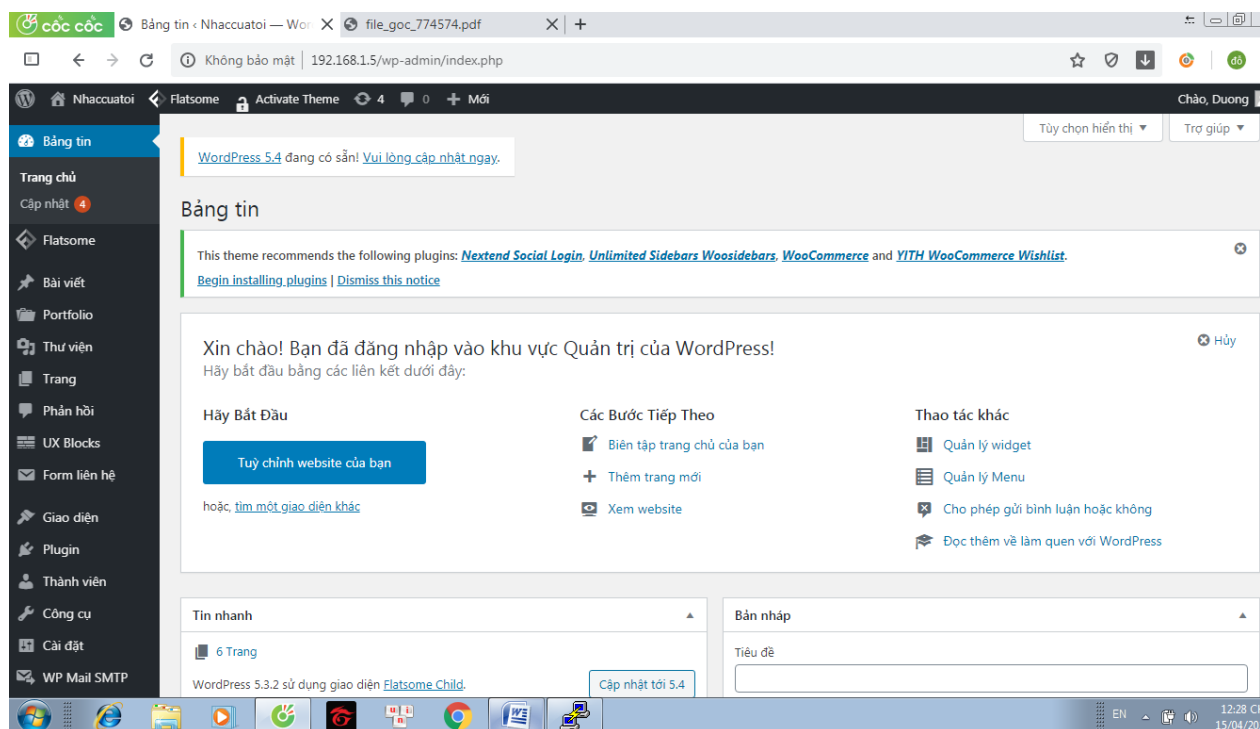 cốc cốc Bảng tin ‹ Nhaccuatoi — Wor file_goc_774574.pdf
Không bảo mật 192.168.1.5/wp-admin/index.php đô
Nhaccuatoi Flatsome Activate Theme 4 0 Mới Chào, Duong
Tùy chọn hiển thị Trợ giúp
Bảng tin
WordPress 5.4 đang có sẵn! Vui lòng cập nhật ngay.
Trang chủ
Cập nhật 4
Bảng tin
Flatsome
This theme recommends the following plugins: Nextend Social Login, Unlimited Sidebars Woosidebars, WooCommerce and YITH WooCommerce Wishlist.
Begin installing plugins | Dismiss this notice
Bài viết
Portfolio
Thư viện
Trang
Phản hồi
UX Blocks
Form liên hệ
Giao diện
Plugin
Thành viên
Công cụ
Cài đặt
WP Mail SMTP
Xin chào! Bạn đã đăng nhập vào khu vực Quản trị của WordPress!
Hủy
Hãy bắt đầu bằng các liên kết dưới đây:
Hãy Bắt Đầu
Tuỳ chỉnh website của bạn
hoặc, tìm một giao diện khác
Các Bước Tiếp Theo
Biên tập trang chủ của bạn
Thêm trang mới
Xem website
Thao tác khác
Quản lý widget
Quản lý Menu
Cho phép gửi bình luận hoặc không
Đọc thêm về làm quen với WordPress
Tin nhanh
6 Trang
WordPress 5.3.2 sử dụng giao diện Flatsome Child.
Cập nhật tới 5.4
Bản nháp
Tiêu đề
EN
12:28
15/04/20